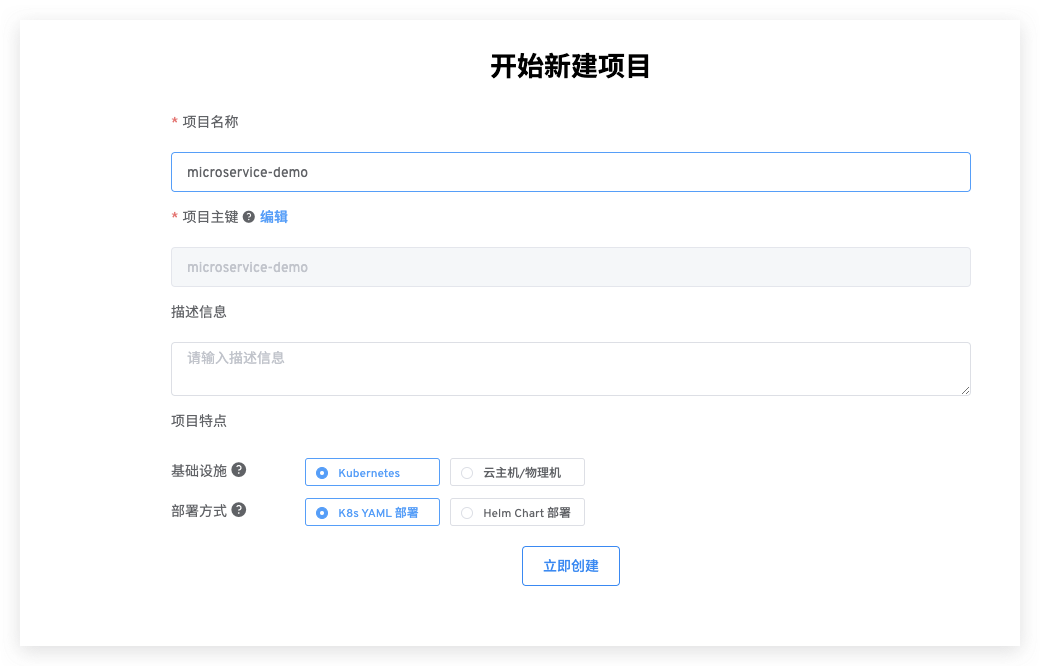 开始新建项目
* 项目名称
microservice-demo
* 项目主键 ? 编辑
microservice-demo
描述信息
请输入描述信息
项目特点
基础设施 ? Kubernetes 云主机/物理机
部署方式 ? K8s YAML 部署 Helm Chart 部署
立即创建